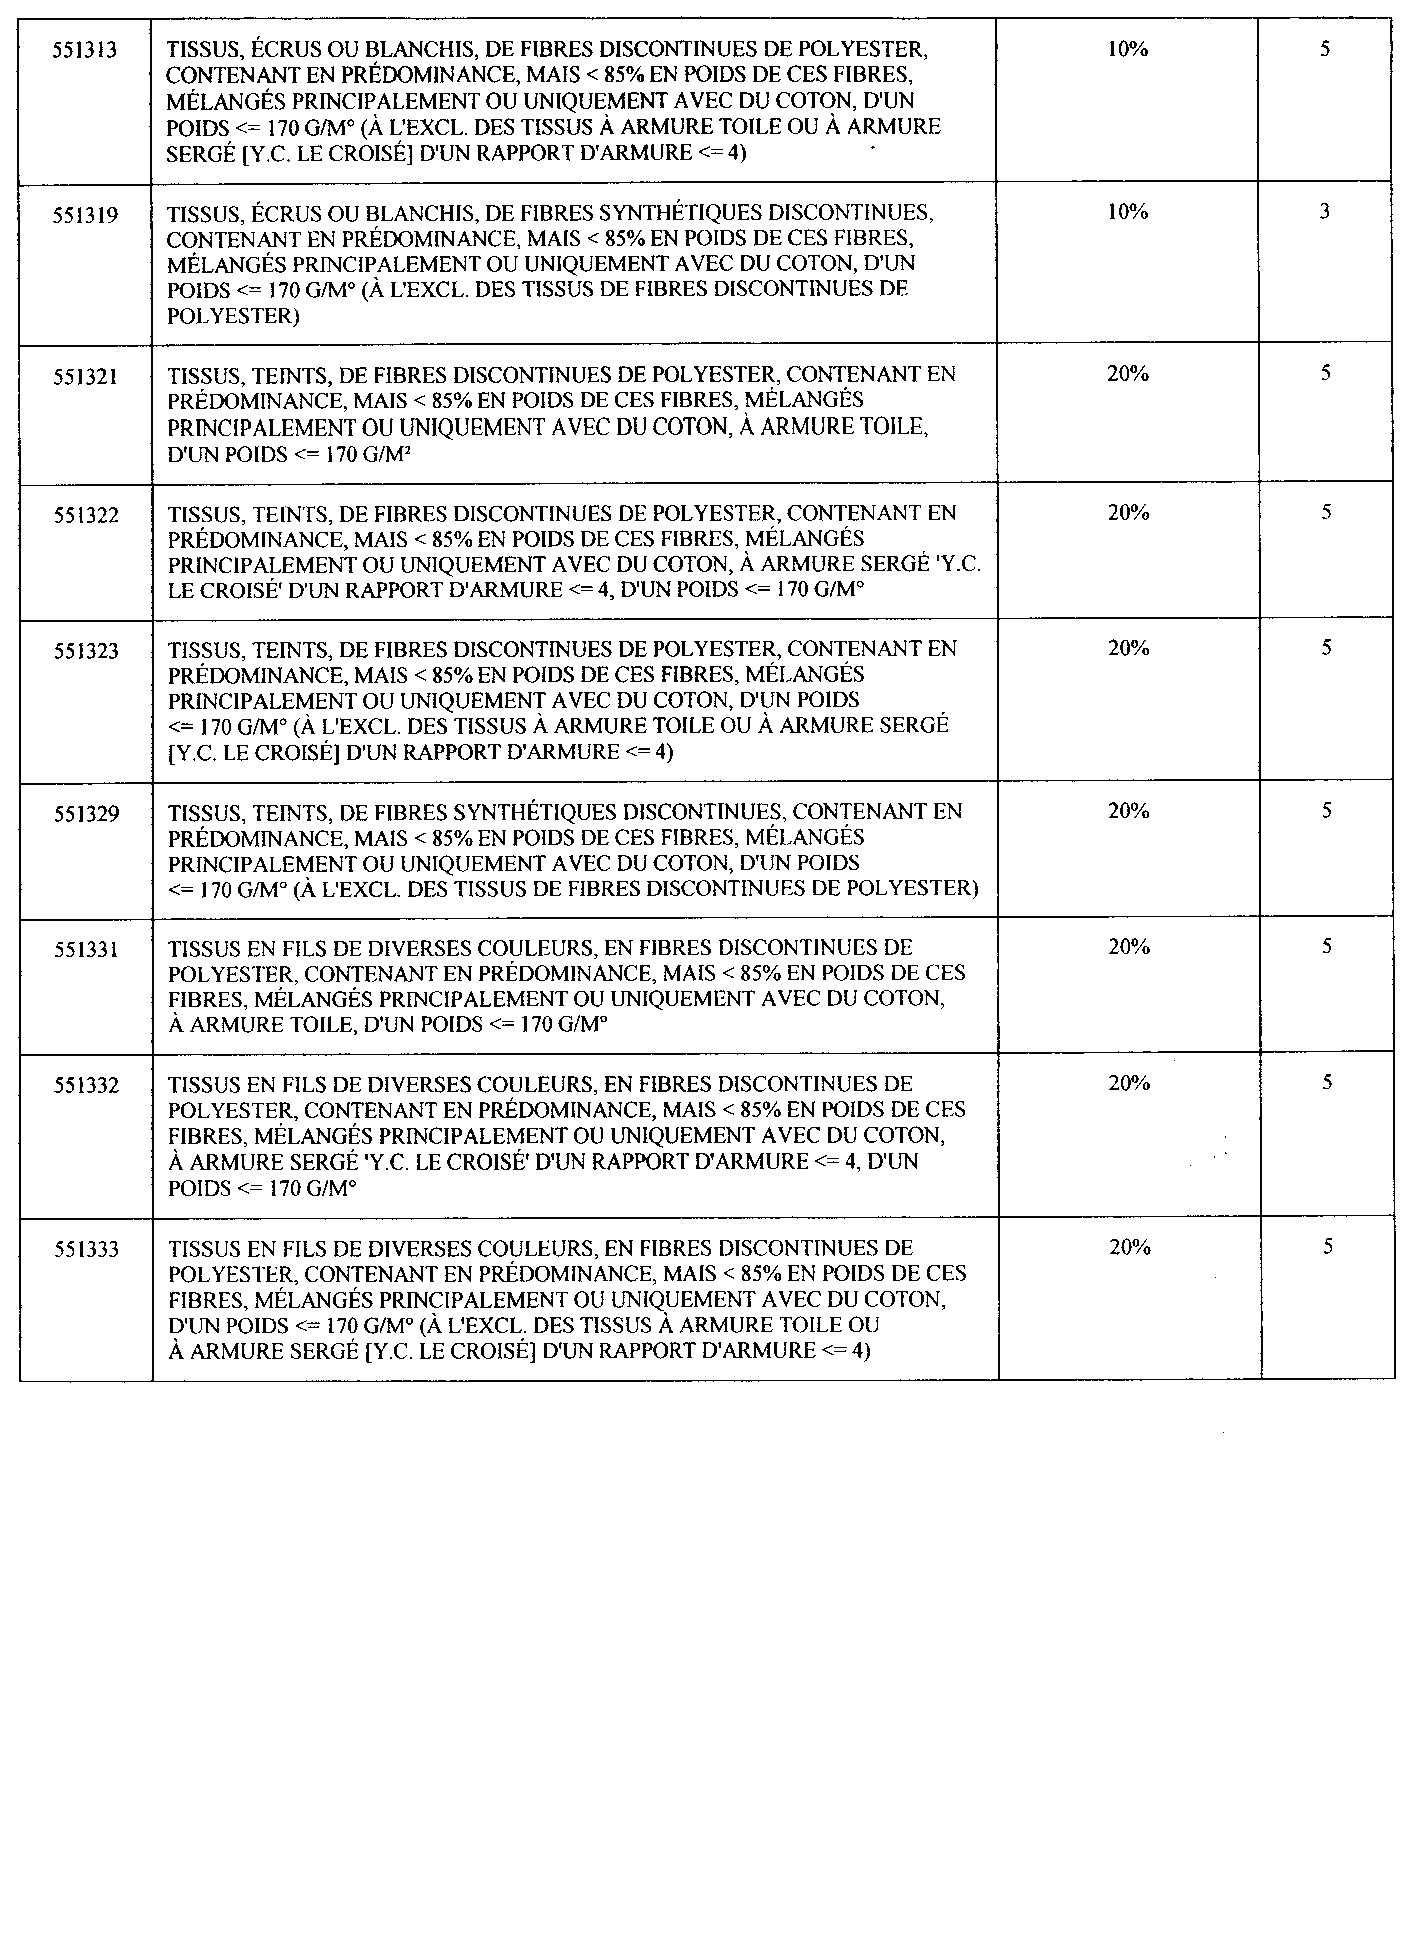 551313 TISSUS, ÉCRUS OU BLANCHIS, DE FIBRES DISCONTINUES DE POLYESTER, 10% 5
CONTENANT EN PRÉDOMINANCE, MAIS < 85% EN POIDS DE CES FIBRES,
MÉLANGÉS PRINCIPALEMENT OU UNIQUEMENT AVEC DU COTON, D'UN
POIDS <= 170 G/M° (À L'EXCL. DES TISSUS À ARMURE TOILE OU À ARMURE
SERGÉ [Y.C. LE CROISÉ] D'UN RAPPORT D'ARMURE <= 4)
551319 TISSUS, ÉCRUS OU BLANCHIS, DE FIBRES SYNTHÉTIQUES DISCONTINUES, 10% 3
CONTENANT EN PRÉDOMINANCE, MAIS < 85% EN POIDS DE CES FIBRES,
MÉLANGÉS PRINCIPALEMENT OU UNIQUEMENT AVEC DU COTON, D'UN
POIDS <= 170 G/M° (À L'EXCL. DES TISSUS DE FIBRES DISCONTINUES DE
POLYESTER)
551321 TISSUS, TEINTS, DE FIBRES DISCONTINUES DE POLYESTER, CONTENANT EN 20% 5
PRÉDOMINANCE, MAIS < 85% EN POIDS DE CES FIBRES, MÉLANGÉS
PRINCIPALEMENT OU UNIQUEMENT AVEC DU COTON, À ARMURE TOILE,
D'UN POIDS <= 170 G/M²
551322 TISSUS, TEINTS, DE FIBRES DISCONTINUES DE POLYESTER, CONTENANT EN 20% 5
PRÉDOMINANCE, MAIS < 85% EN POIDS DE CES FIBRES, MÉLANGÉS
PRINCIPALEMENT OU UNIQUEMENT AVEC DU COTON, À ARMURE SERGÉ 'Y.C.
LE CROISÉ' D'UN RAPPORT D'ARMURE <= 4, D'UN POIDS <= 170 G/M°
551323 TISSUS, TEINTS, DE FIBRES DISCONTINUES DE POLYESTER, CONTENANT EN 20% 5
PRÉDOMINANCE, MAIS < 85% EN POIDS DE CES FIBRES, MÉLANGÉS
PRINCIPALEMENT OU UNIQUEMENT AVEC DU COTON, D'UN POIDS
<= 170 G/M° (À L'EXCL. DES TISSUS À ARMURE TOILE OU À ARMURE SERGÉ
[Y.C. LE CROISÉ] D'UN RAPPORT D'ARMURE <= 4)
551329 TISSUS, TEINTS, DE FIBRES SYNTHÉTIQUES DISCONTINUES, CONTENANT EN 20% 5
PRÉDOMINANCE, MAIS < 85% EN POIDS DE CES FIBRES, MÉLANGÉS
PRINCIPALEMENT OU UNIQUEMENT AVEC DU COTON, D'UN POIDS
<= 170 G/M° (À L'EXCL. DES TISSUS DE FIBRES DISCONTINUES DE POLYESTER)
551331 TISSUS EN FILS DE DIVERSES COULEURS, EN FIBRES DISCONTINUES DE 20% 5
POLYESTER, CONTENANT EN PRÉDOMINANCE, MAIS < 85% EN POIDS DE CES
FIBRES, MÉLANGÉS PRINCIPALEMENT OU UNIQUEMENT AVEC DU COTON,
À ARMURE TOILE, D'UN POIDS <= 170 G/M°
551332 TISSUS EN FILS DE DIVERSES COULEURS, EN FIBRES DISCONTINUES DE 20% 5
POLYESTER, CONTENANT EN PRÉDOMINANCE, MAIS < 85% EN POIDS DE CES
FIBRES, MÉLANGÉS PRINCIPALEMENT OU UNIQUEMENT AVEC DU COTON,
À ARMURE SERGÉ 'Y.C. LE CROISÉ' D'UN RAPPORT D'ARMURE <= 4, D'UN
POIDS <= 170 G/M°
551333 TISSUS EN FILS DE DIVERSES COULEURS, EN FIBRES DISCONTINUES DE 20% 5
POLYESTER, CONTENANT EN PRÉDOMINANCE, MAIS < 85% EN POIDS DE CES
FIBRES, MÉLANGÉS PRINCIPALEMENT OU UNIQUEMENT AVEC DU COTON,
D'UN POIDS <= 170 G/M° (À L'EXCL. DES TISSUS À ARMURE TOILE OU
À ARMURE SERGÉ [Y.C. LE CROISÉ] D'UN RAPPORT D'ARMURE <= 4)